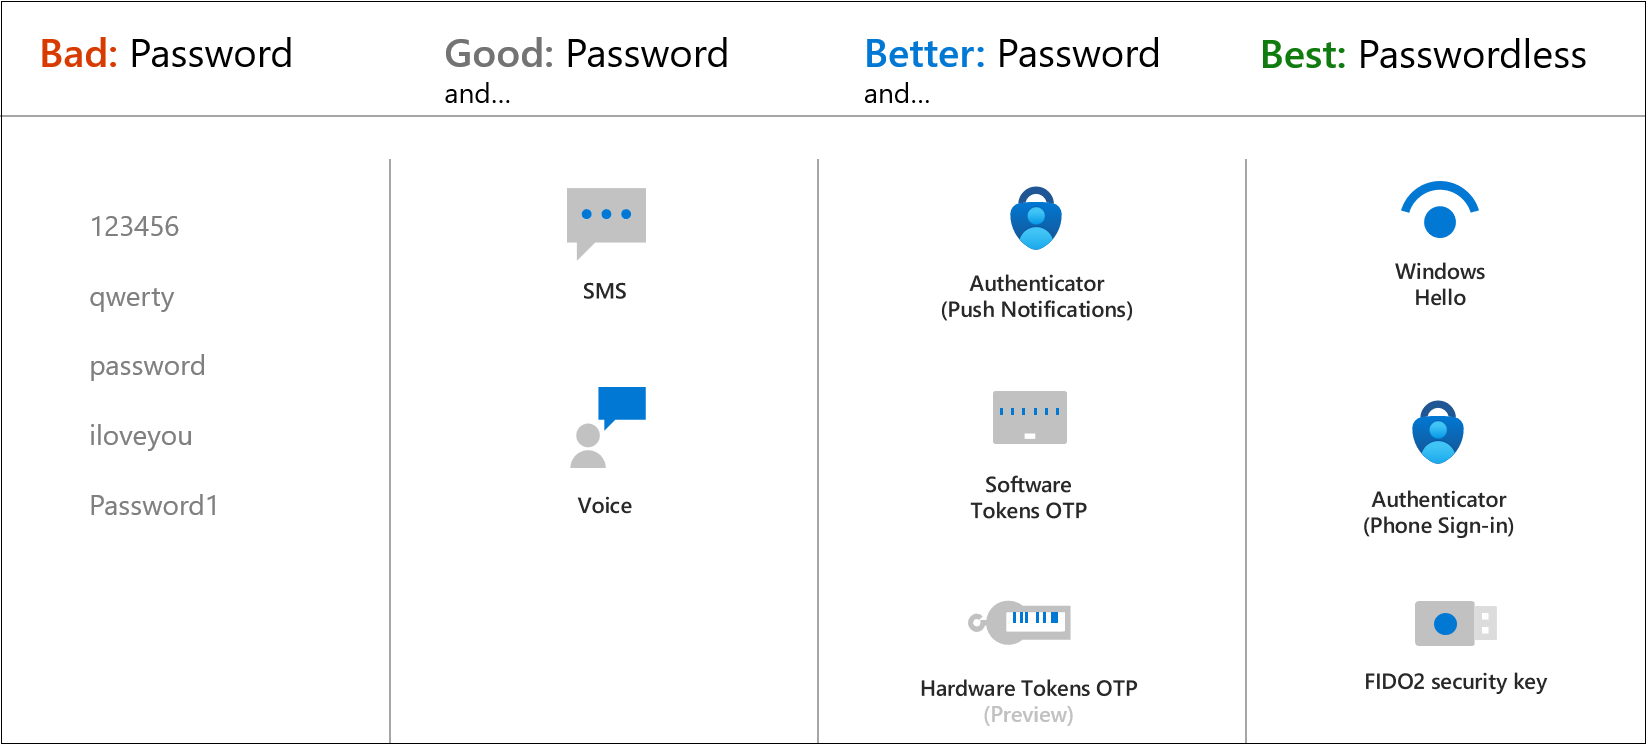 Bad: Password
Good: Password
and...
Better: Password
and...
Best: Passwordless
123456
qwerty
password
iloveyou
Password1
SMS
Voice
Authenticator
(Push Notifications)
Software
Tokens OTP
Hardware Tokens OTP
(Preview)
Windows
Hello
Authenticator
(Phone Sign-in)
FIDO2 security key